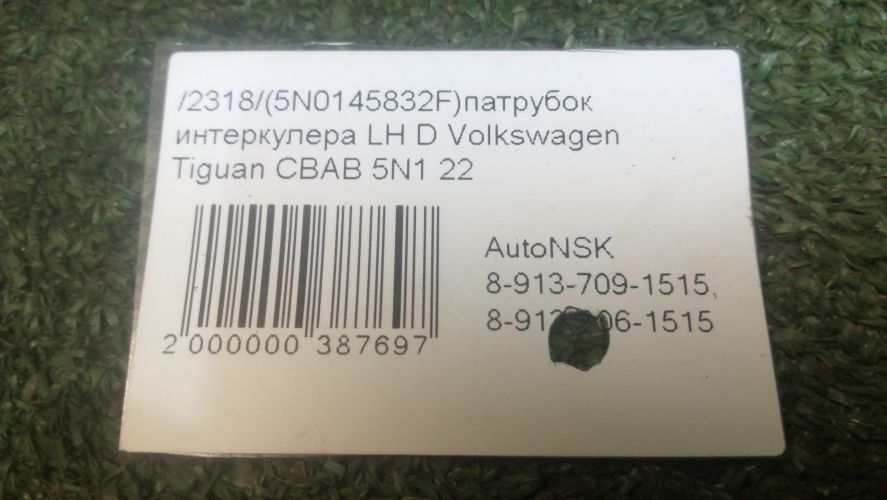 /2318/(5N0145832F)патрубок
интеркулера LH D Volkswagen
Tiguan CBAB 5N1 22
AutoNSK
8-913-709-1515,
2 000000 387697